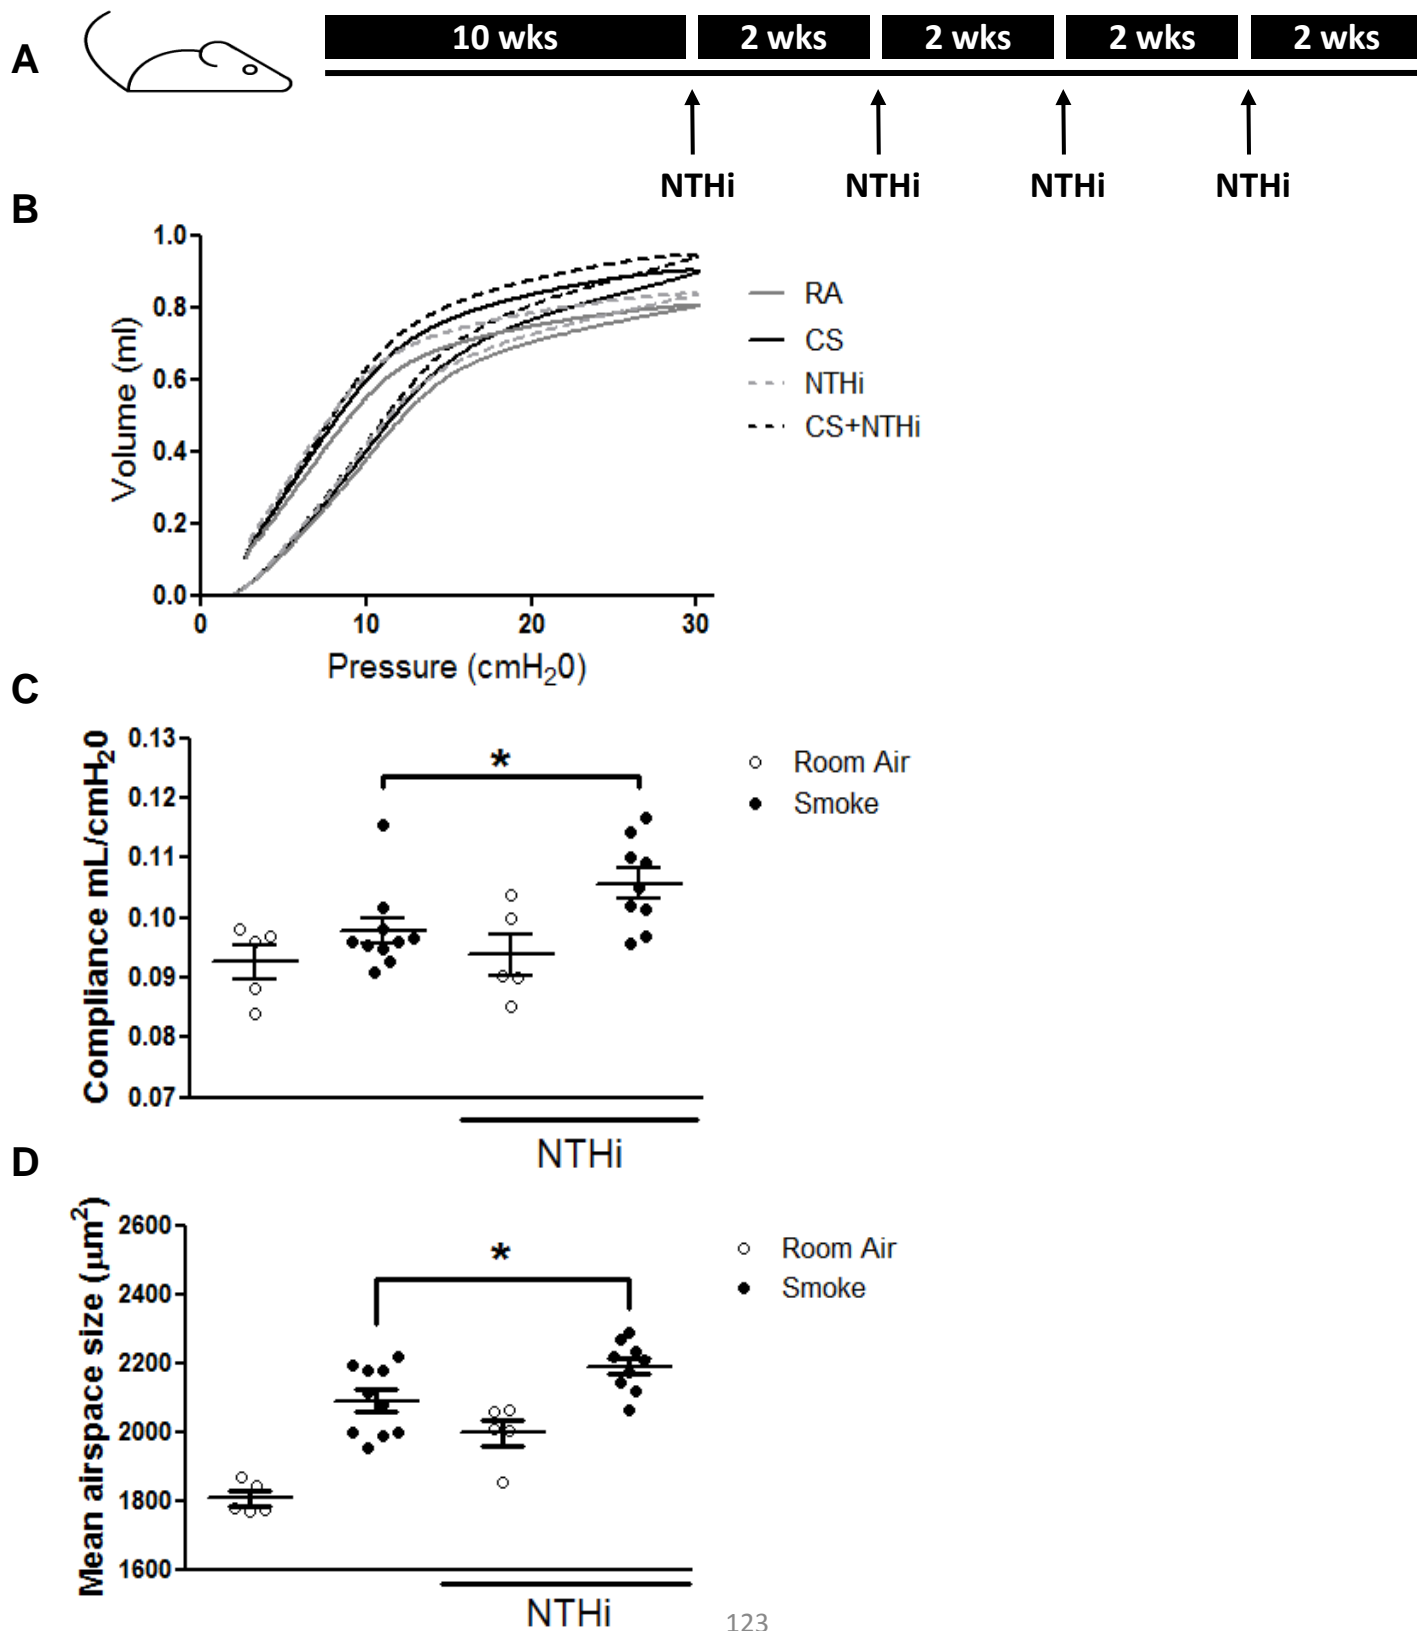 A
10 wks 2 wks 2 wks 2 wks 2 wks
NTHi NTHi NTHi NTHi
B
Volume (ml)
1.0
0.8
0.6
0.4
0.2
0.0
0 10 20 30
Pressure (cmH₂0)
RA
CS
NTHi
CS+NTHi
C
Compliance mL/cmH₂0
0.13
0.12
0.11
0.10
0.09
0.08
0.07
*
Room Air
Smoke
NTHi
D
Mean airspace size (µm²)
2600
2400
2200
2000
1800
1600
*
Room Air
Smoke
NTHi
123